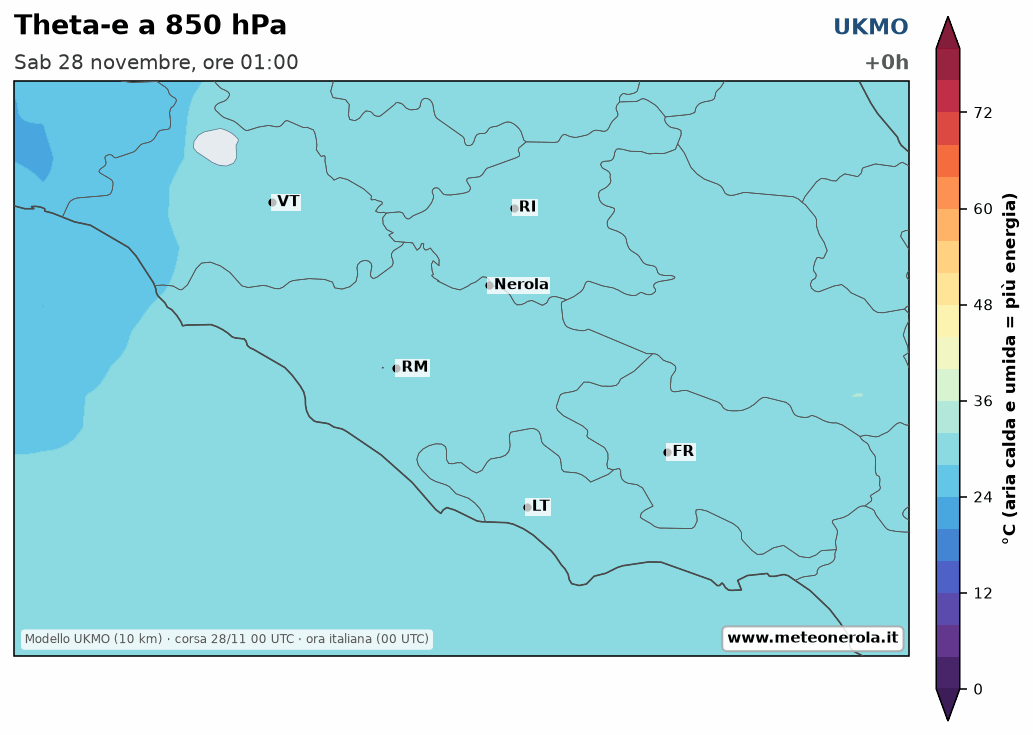 Theta-e a 850 hPa
UKMO
Sab 28 novembre, ore 01:00
+0h
VT
RI
Nerola
RM
FR
LT
Modello UKMO (10 km) · corsa 28/11 00 UTC · ora italiana (00 UTC)
www.meteonerola.it
72
60
48
36
24
12
0
°C (aria calda e umida = più energia)